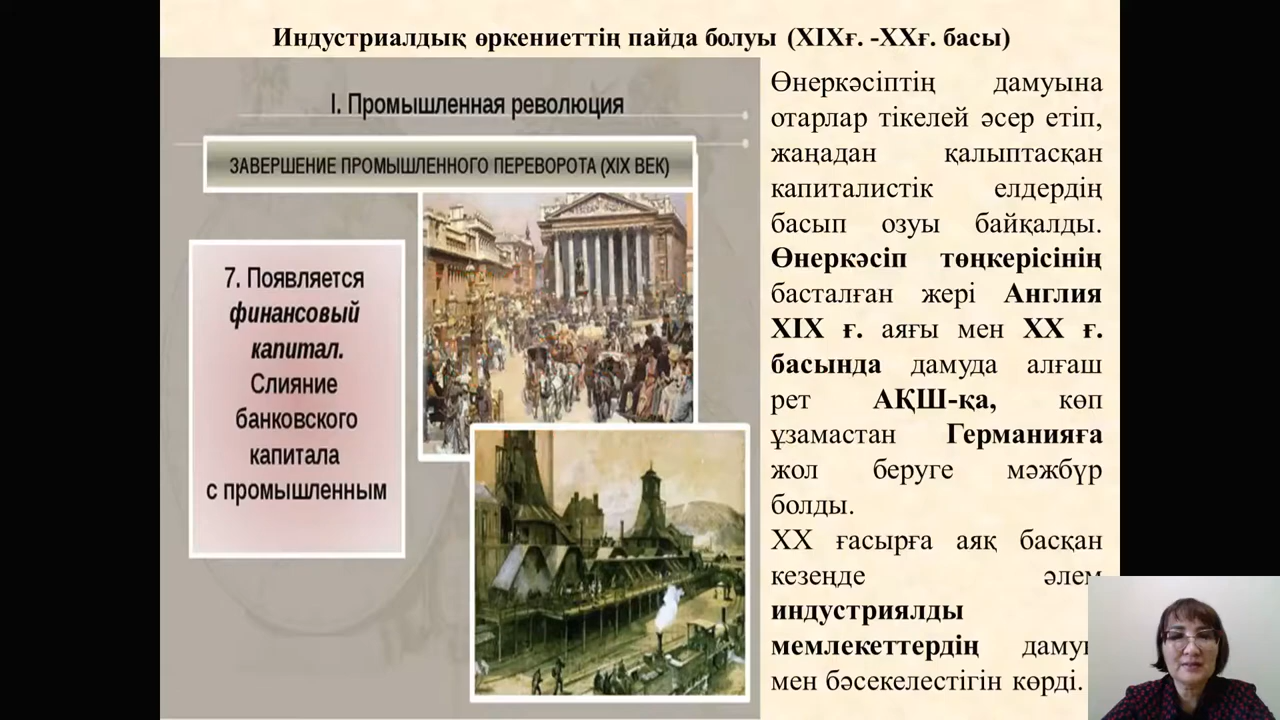 Индустриалдық өркениеттің пайда болуы (XIXғ. -XXғ. басы)
I. Промышленная революция
ЗАВЕРШЕНИЕ ПРОМЫШЛЕННОГО ПЕРЕВОРОТА (XIX ВЕК)
7. Появляется
финансовый
капитал.
Слияние
банковского
капитала
с промышленным
Өнеркәсіптің дамуына
отарлар тікелей әсер етіп,
жаңадан қалыптасқан
капиталистік елдердің
басып озуы байқалды.
Өнеркәсіп төңкерісінің
басталған жері Англия
XIX ғ. аяғы мен XX ғ.
басында дамуда алғаш
рет АҚШ-қа, көп
ұзамастан Германияға
жол беруге мәжбүр
болды.
XX ғасырға аяқ басқан
кезеңде әлем
индустриялды
мемлекеттердің
мен бәсекелестігін көрді.